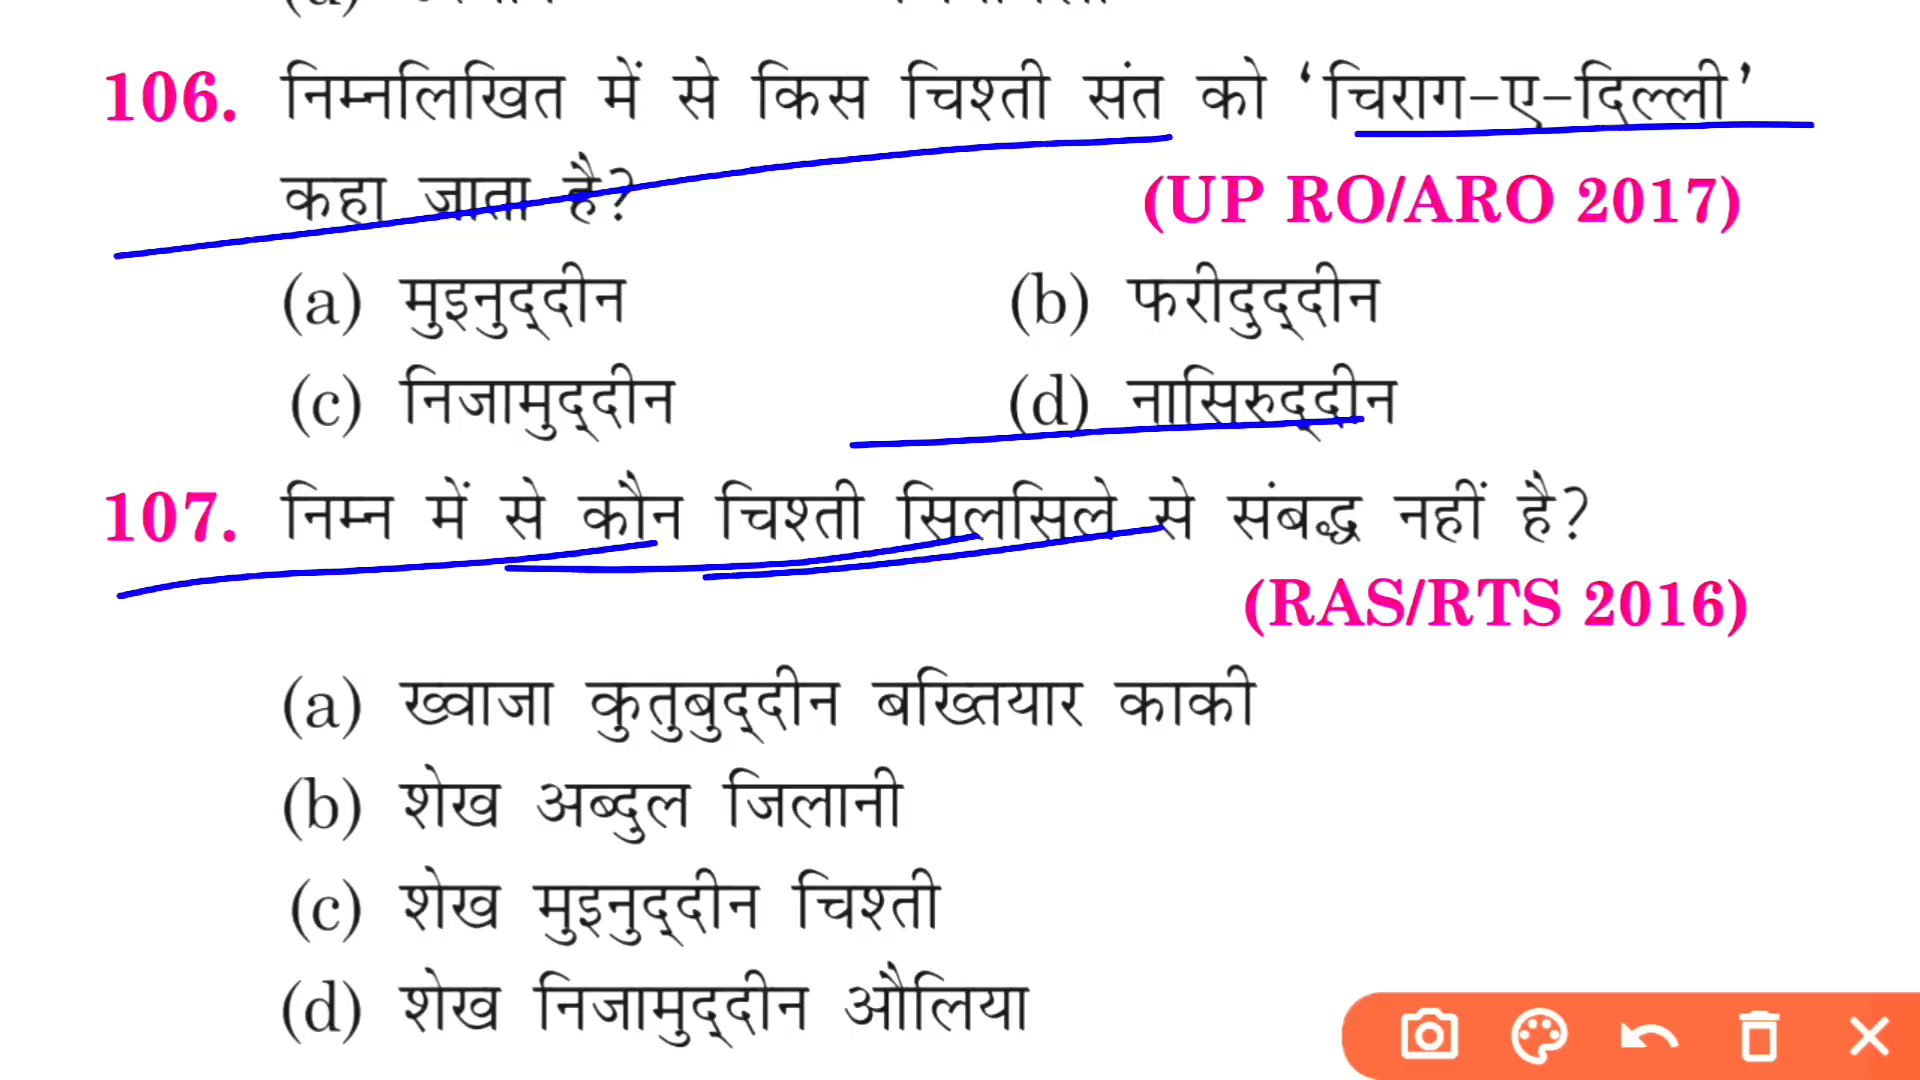 106. निम्नलिखित में से किस चिश्ती संत को ‘चिराग-ए-दिल्ली’
कहा जाता है? (UP RO/ARO 2017)
(a) मुइनुद्दीन (b) फरीदुद्दीन
(c) निजामुद्दीन (d) नासिरुद्दीन
107. निम्न में से कौन चिश्ती सिलसिले से संबद्ध नहीं है?
(RAS/RTS 2016)
(a) ख्वाजा कुतुबुद्दीन बख्तियार काकी
(b) शेख अब्दुल जिलानी
(c) शेख मुइनुद्दीन चिश्ती
(d) शेख निजामुद्दीन औलिया